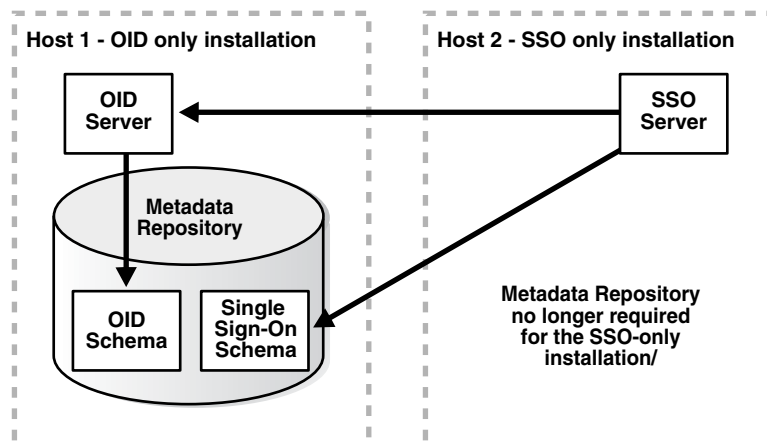 Host 1 - OID only installation
Host 2 - SSO only installation
OID
Server
SSO
Server
Metadata
Repository
OID
Schema
Single
Sign-On
Schema
Metadata Repository
no longer required
for the SSO-only
installation/